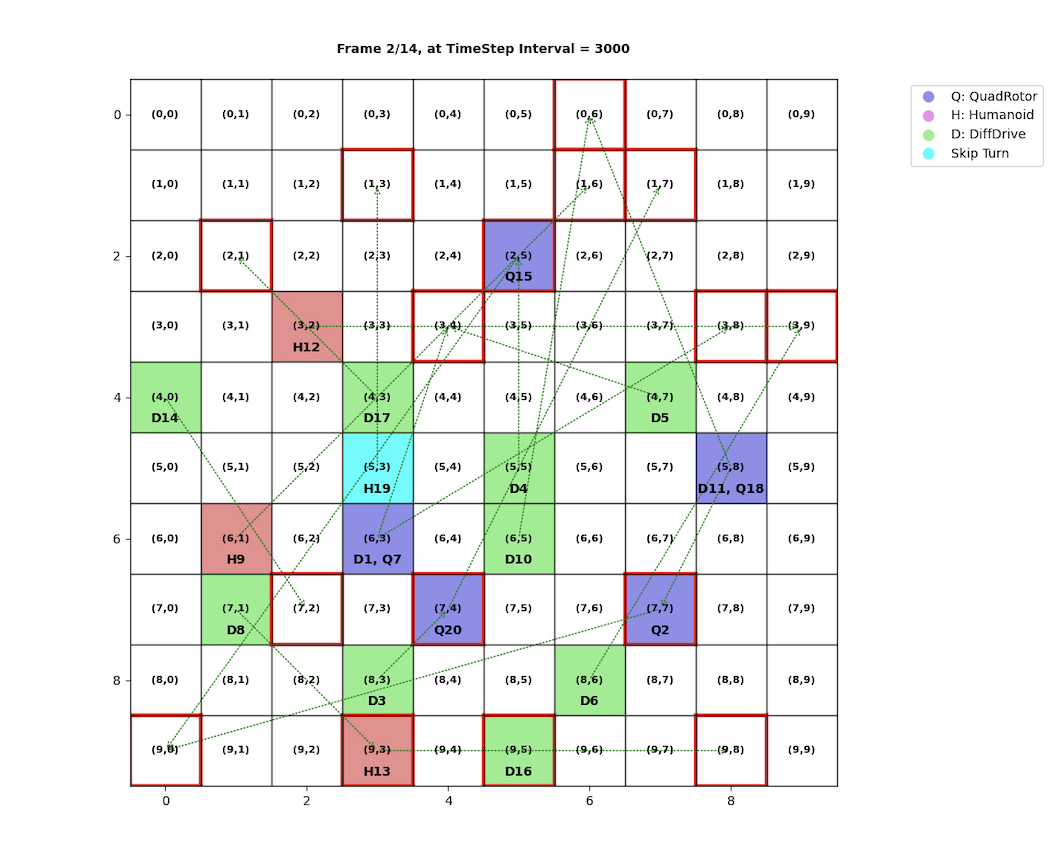 Frame 2/14, at TimeStep Interval = 3000
0 (0,0) (0,1) (0,2) (0,3) (0,4) (0,5) (0,6) (0,7) (0,8) (0,9)
(1,0) (1,1) (1,2) (1,3) (1,4) (1,5) (1,6) (1,7) (1,8) (1,9)
2 (2,0) (2,1) (2,2) (2,3) (2,4) (2,5) (2,6) (2,7) (2,8) (2,9)
Q15
(3,0) (3,1) (3,2) (3,3) (3,4) (3,5) (3,6) (3,7) (3,8) (3,9)
H12
4 (4,0) (4,1) (4,2) (4,3) (4,4) (4,5) (4,6) (4,7) (4,8) (4,9)
D14 D17 D5
(5,0) (5,1) (5,2) (5,3) (5,4) (5,5) (5,6) (5,7) (5,8) (5,9)
H19 D4 D11, Q18
6 (6,0) (6,1) (6,2) (6,3) (6,4) (6,5) (6,6) (6,7) (6,8) (6,9)
H9 D1, Q7 D10
(7,0) (7,1) (7,2) (7,3) (7,4) (7,5) (7,6) (7,7) (7,8) (7,9)
D8 Q20 Q2
8 (8,0) (8,1) (8,2) (8,3) (8,4) (8,5) (8,6) (8,7) (8,8) (8,9)
D3 D6
(9,0) (9,1) (9,2) (9,3) (9,4) (9,5) (9,6) (9,7) (9,8) (9,9)
H13 D16
0 2 4 6 8
Q: QuadRotor
H: Humanoid
D: DiffDrive
Skip Turn